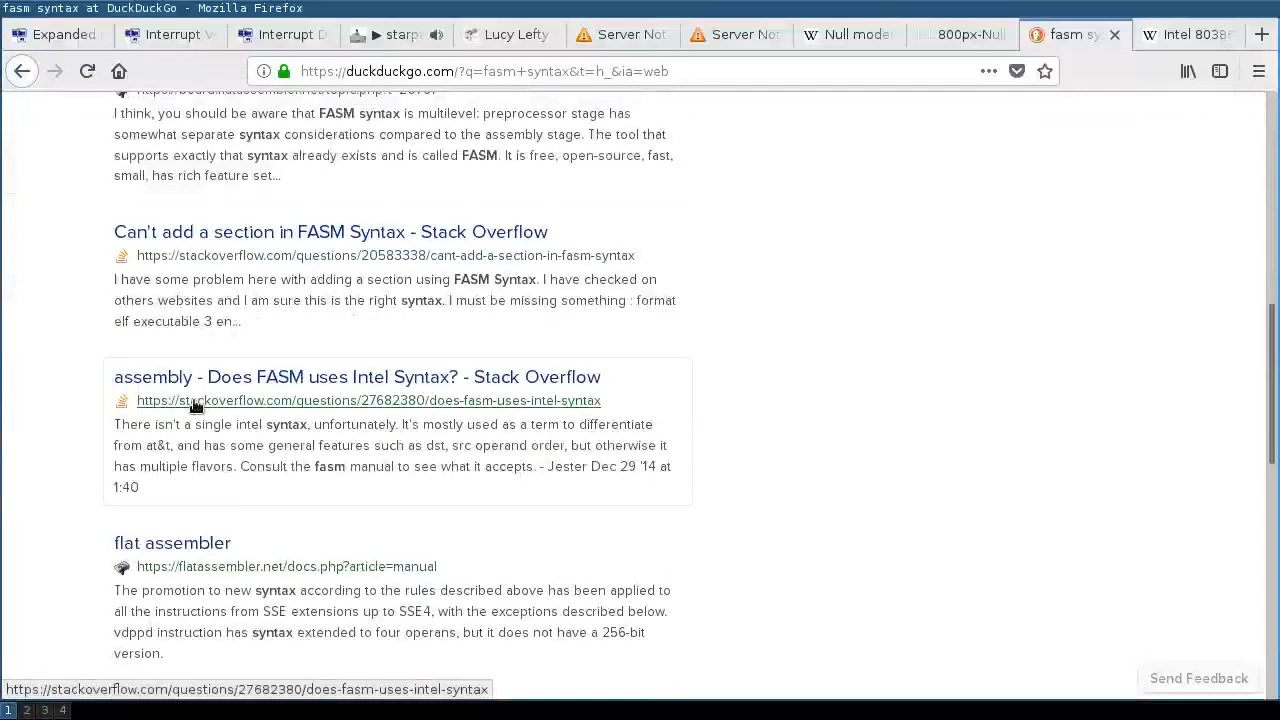 fasm syntax at DuckDuckGo - Mozilla Firefox
Expanded
Interrupt V
Interrupt D
▶ starpe
Lucy Lefty
Server Not
Server Not
Null mode
800px-Null
fasm sy
Intel 80386
https://duckduckgo.com/?q=fasm+syntax&t=h_&ia=web
I think, you should be aware that FASM syntax is multilevel: preprocessor stage has
somewhat separate syntax considerations compared to the assembly stage. The tool that
supports exactly that syntax already exists and is called FASM. It is free, open-source, fast,
small, has rich feature set...
Can't add a section in FASM Syntax - Stack Overflow
https://stackoverflow.com/questions/20583338/cant-add-a-section-in-fasm-syntax
I have some problem here with adding a section using FASM Syntax. I have checked on
others websites and I am sure this is the right syntax. I must be missing something : format
elf executable 3 en...
assembly - Does FASM uses Intel Syntax? - Stack Overflow
https://stackoverflow.com/questions/27682380/does-fasm-uses-intel-syntax
There isn't a single intel syntax, unfortunately. It's mostly used as a term to differentiate
from at&t, and has some general features such as dst, src operand order, but otherwise it
has multiple flavors. Consult the fasm manual to see what it accepts. - Jester Dec 29 '14 at
1:40
flat assembler
https://flatassembler.net/docs.php?article=manual
The promotion to new syntax according to the rules described above has been applied to
all the instructions from SSE extensions up to SSE4, with the exceptions described below.
vdppd instruction has syntax extended to four operans, but it does not have a 256-bit
version.
Send Feedback
https://stackoverflow.com/questions/27682380/does-fasm-uses-intel-syntax
1 2 3 4